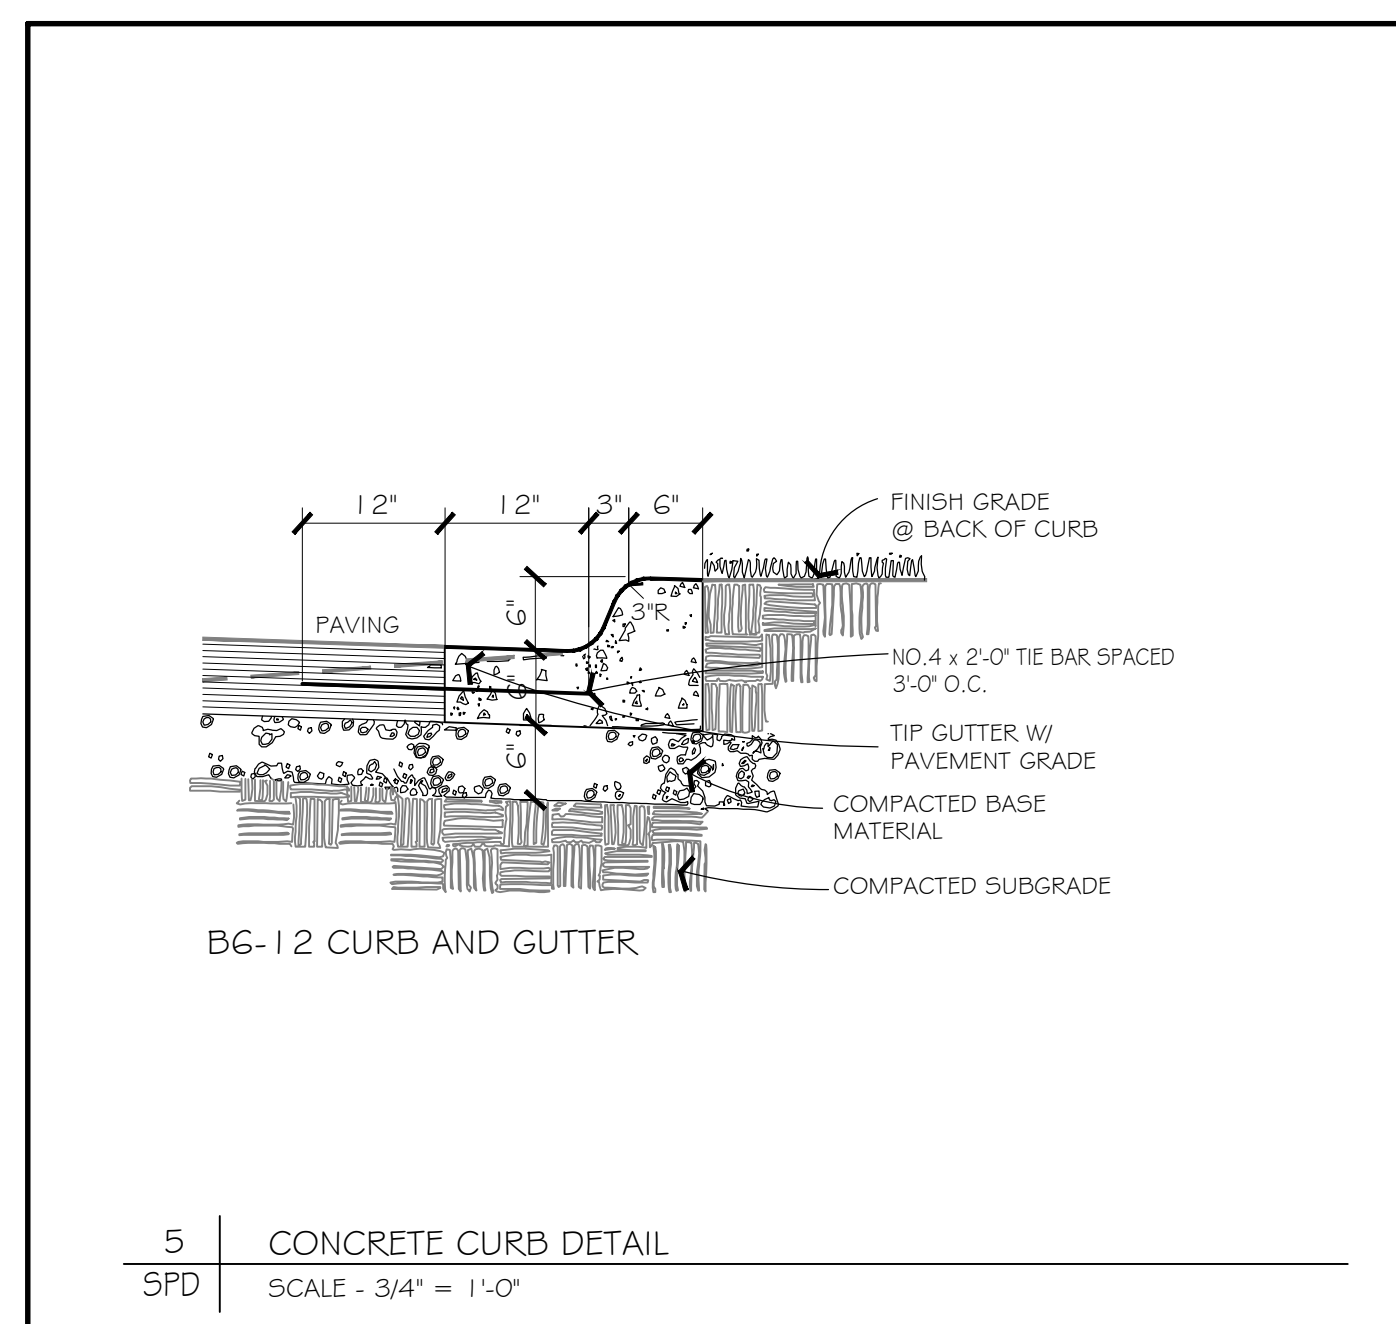 12" 12" 3" 6"
FINISH GRADE
@ BACK OF CURB
6"
3"R
PAVING
NO.4 x 2'-0" TIE BAR SPACED
3'-0" O.C.
6"
TIP GUTTER W/
PAVEMENT GRADE
6"
COMPACTED BASE
MATERIAL
COMPACTED SUBGRADE
B6-12 CURB AND GUTTER
5 CONCRETE CURB DETAIL
SPD SCALE - 3/4" = 1'-0"